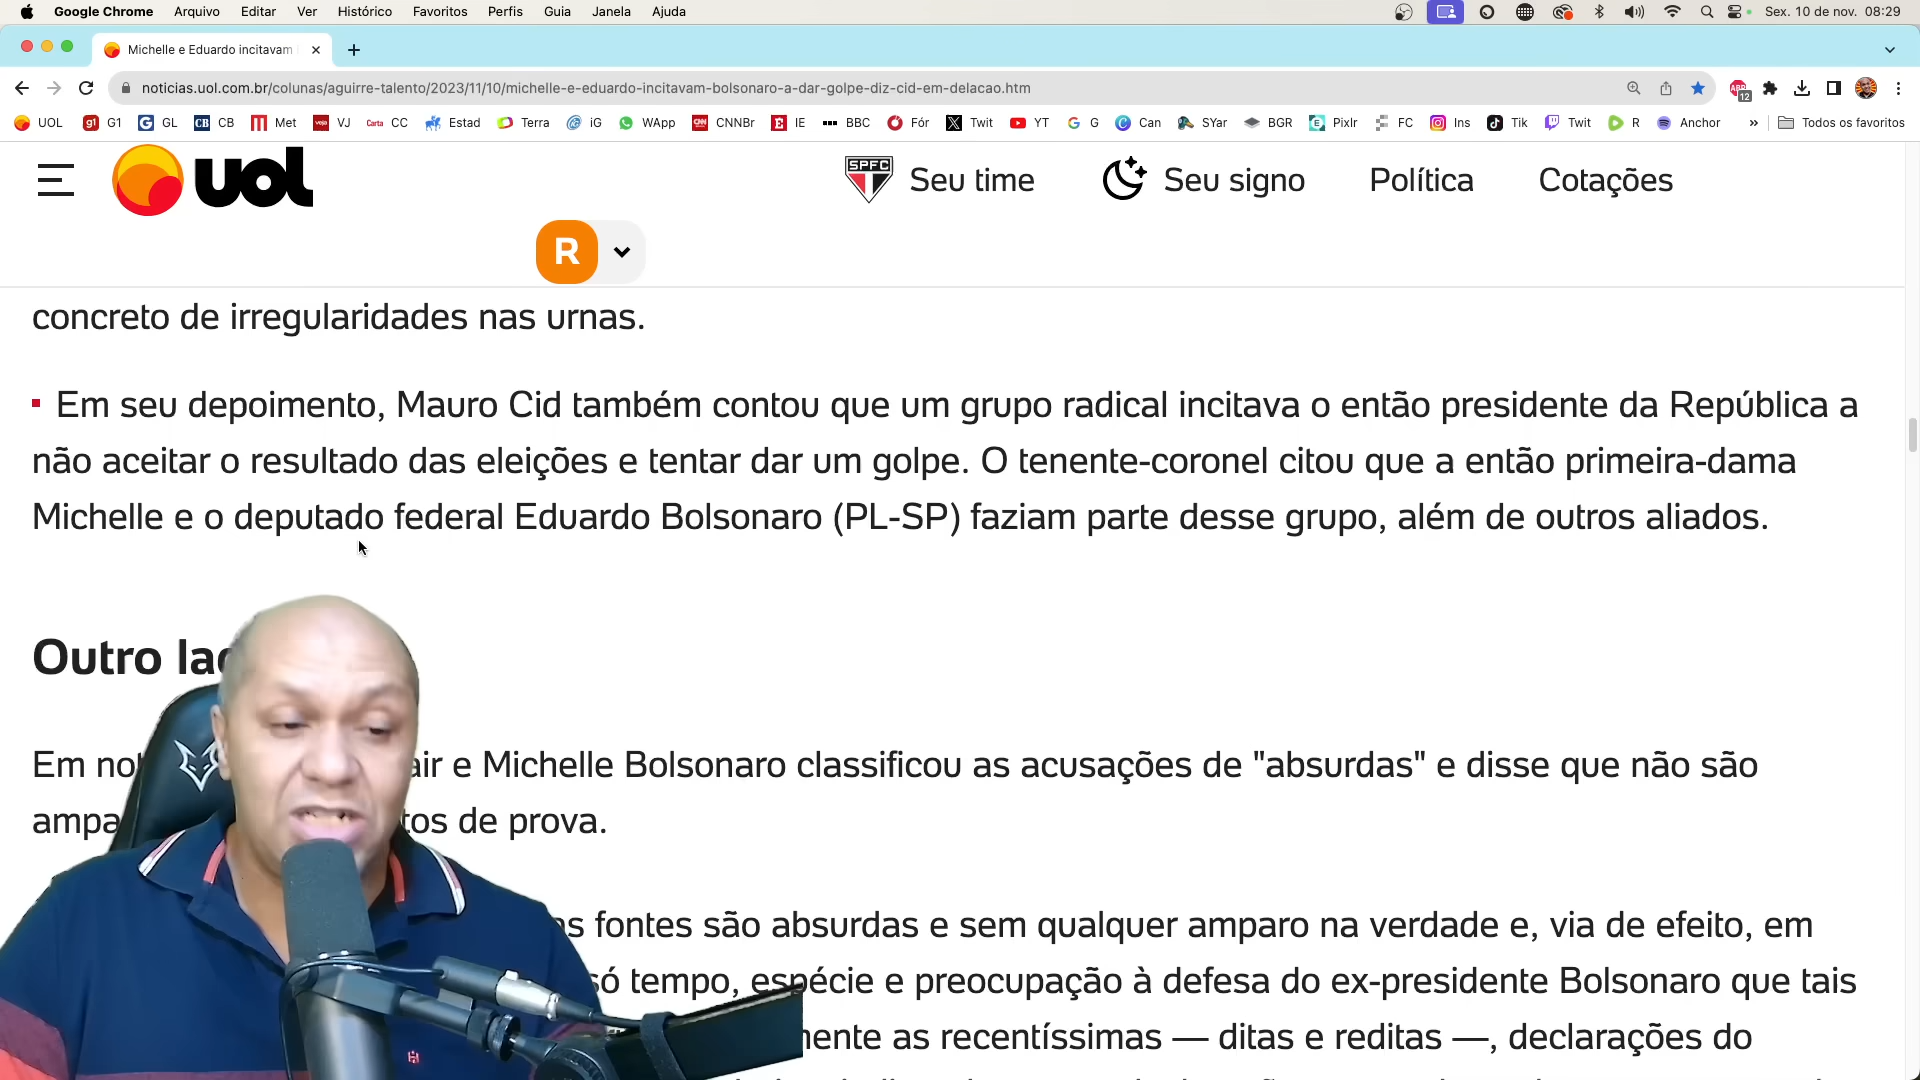 Google Chrome Arquivo Editar Ver Histórico Favoritos Perfis Guia Janela Ajuda
Sex. 10 de nov. 08:29
Michelle e Eduardo incitavam
noticias.uol.com.br/colunas/aguirre-talento/2023/11/10/michelle-e-eduardo-incitavam-bolsonaro-a-dar-golpe-diz-cid-em-delacao.htm
12
UOL G1 GL CB Met VJ CC Estad Terra iG WApp CNNBr IE BBC Fór Twit YT G Can SYar BGR Pixlr FC Ins Tik Twit R Anchor » Todos os favoritos
uol SPFC Seu time Seu signo Política Cotações
R
concreto de irregularidades nas urnas.
Em seu depoimento, Mauro Cid também contou que um grupo radical incitava o então presidente da República a
não aceitar o resultado das eleições e tentar dar um golpe. O tenente-coronel citou que a então primeira-dama
Michelle e o deputado federal Eduardo Bolsonaro (PL-SP) faziam parte desse grupo, além de outros aliados.
Outro
Em air e Michelle Bolsonaro classificou as acusações de "absurdas" e disse que não são
ampa tos de prova.
as fontes são absurdas e sem qualquer amparo na verdade e, via de efeito, em
só tempo, espécie e preocupação à defesa do ex-presidente Bolsonaro que tais
mente as recentíssimas — ditas e reditas —, declarações do